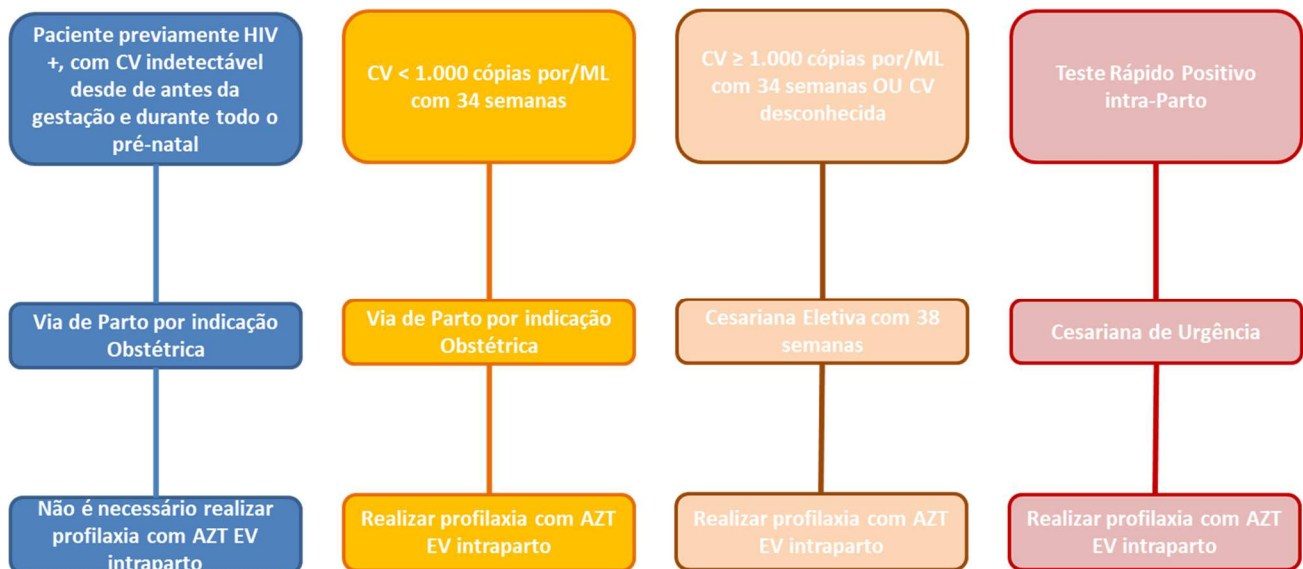 Paciente previamente HIV
+, com CV indetectável
desde de antes da
gestação e durante todo o
pré-natal
CV < 1.000 cópias por/ML
com 34 semanas
CV ≥ 1.000 cópias por/ML
com 34 semanas OU CV
desconhecida
Teste Rápido Positivo
intra-Parto
Via de Parto por indicação
Obstétrica
Via de Parto por indicação
Obstétrica
Cesariana Eletiva com 38
semanas
Cesariana de Urgência
Não é necessário realizar
profilaxia com AZT EV
intraparto
Realizar profilaxia com AZT
EV intraparto
Realizar profilaxia com AZT
EV intraparto
Realizar profilaxia com AZT
EV intraparto